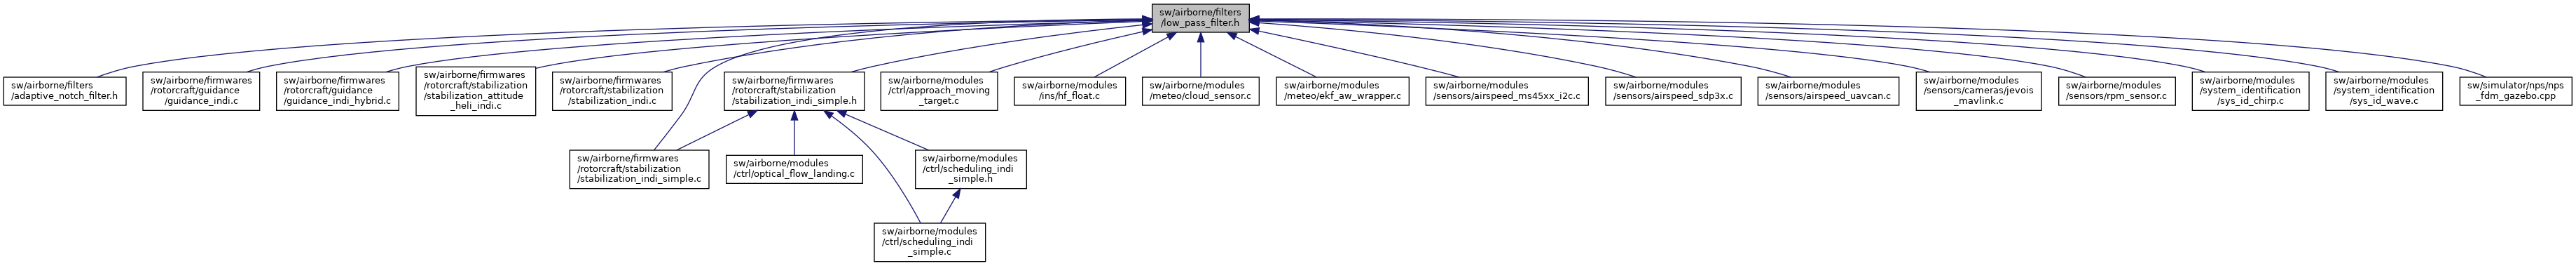 sw/airborne/filters
/low_pass_filter.h
sw/airborne/filters
/adaptive_notch_filter.h
sw/airborne/firmwares
/rotorcraft/guidance
/guidance_indi.c
sw/airborne/firmwares
/rotorcraft/guidance
/guidance_indi_hybrid.c
sw/airborne/firmwares
/rotorcraft/stabilization
/stabilization_attitude
_heli_indi.c
sw/airborne/firmwares
/rotorcraft/stabilization
/stabilization_indi.c
sw/airborne/firmwares
/rotorcraft/stabilization
/stabilization_indi_simple.h
sw/airborne/modules
/ctrl/approach_moving
_target.c
sw/airborne/modules
/ins/hf_float.c
sw/airborne/modules
/meteo/cloud_sensor.c
sw/airborne/modules
/meteo/ekf_aw_wrapper.c
sw/airborne/modules
/sensors/airspeed_ms45xx_i2c.c
sw/airborne/modules
/sensors/airspeed_sdp3x.c
sw/airborne/modules
/sensors/airspeed_uavcan.c
sw/airborne/modules
/sensors/cameras/jevois
_mavlink.c
sw/airborne/modules
/sensors/rpm_sensor.c
sw/airborne/modules
/system_identification
/sys_id_chirp.c
sw/airborne/modules
/system_identification
/sys_id_wave.c
sw/simulator/nps/nps
_fdm_gazebo.cpp
sw/airborne/firmwares
/rotorcraft/stabilization
/stabilization_indi_simple.c
sw/airborne/modules
/ctrl/optical_flow_landing.c
sw/airborne/modules
/ctrl/scheduling_indi
_simple.h
sw/airborne/modules
/ctrl/scheduling_indi
_simple.c